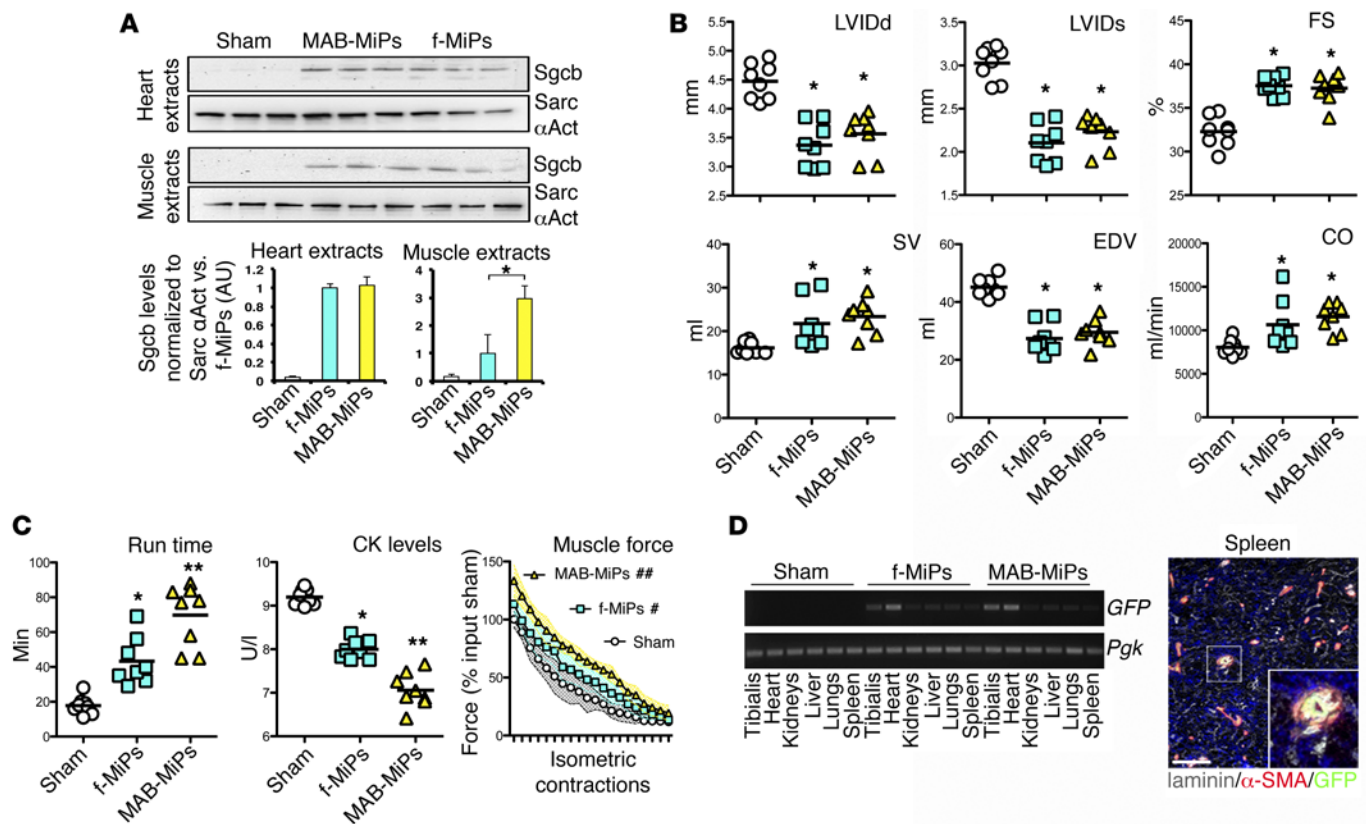 A
Sham MAB-MiPs f-MiPs
Heart extracts
Sgcb
Sarc αAct
Muscle extracts
Sgcb
Sarc αAct
Sgcb levels normalized to Sarc αAct vs. f-MiPs (AU)
Heart extracts
1.2
1
0.8
0.6
0.4
0.2
0
Sham
f-MiPs
MAB-MiPs
Muscle extracts
4
3
2
1
0
*
Sham
f-MiPs
MAB-MiPs
B
LVIDd
mm
5.0
4.5
4.0
3.5
3.0
2.5
* *
LVIDs
mm
3.6
3.0
2.4
1.8
1.2
* *
FS
%
40
35
30
25
* *
SV
ml
40
30
20
10
0
* *
Sham
f-MiPs
MAB-MiPs
EDV
ml
60
40
20
0
* *
Sham
f-MiPs
MAB-MiPs
CO
ml/min
20000
15000
10000
5000
0
* *
Sham
f-MiPs
MAB-MiPs
C
Run time
Min
100
80
60
40
20
0
* **
Sham
f-MiPs
MAB-MiPs
CK levels
U/l
10
9
8
7
6
* **
Sham
f-MiPs
MAB-MiPs
Muscle force
Force (% input sham)
150
100
50
0
MAB-MiPs ##
f-MiPs #
Sham
Isometric contractions
D
Sham f-MiPs MAB-MiPs
GFP
Pgk
Tibialis Heart Kidneys Liver Lungs Spleen Tibialis Heart Kidneys Liver Lungs Spleen Tibialis Heart Kidneys Liver Lungs Spleen
Spleen
laminin/α-SMA/GFP